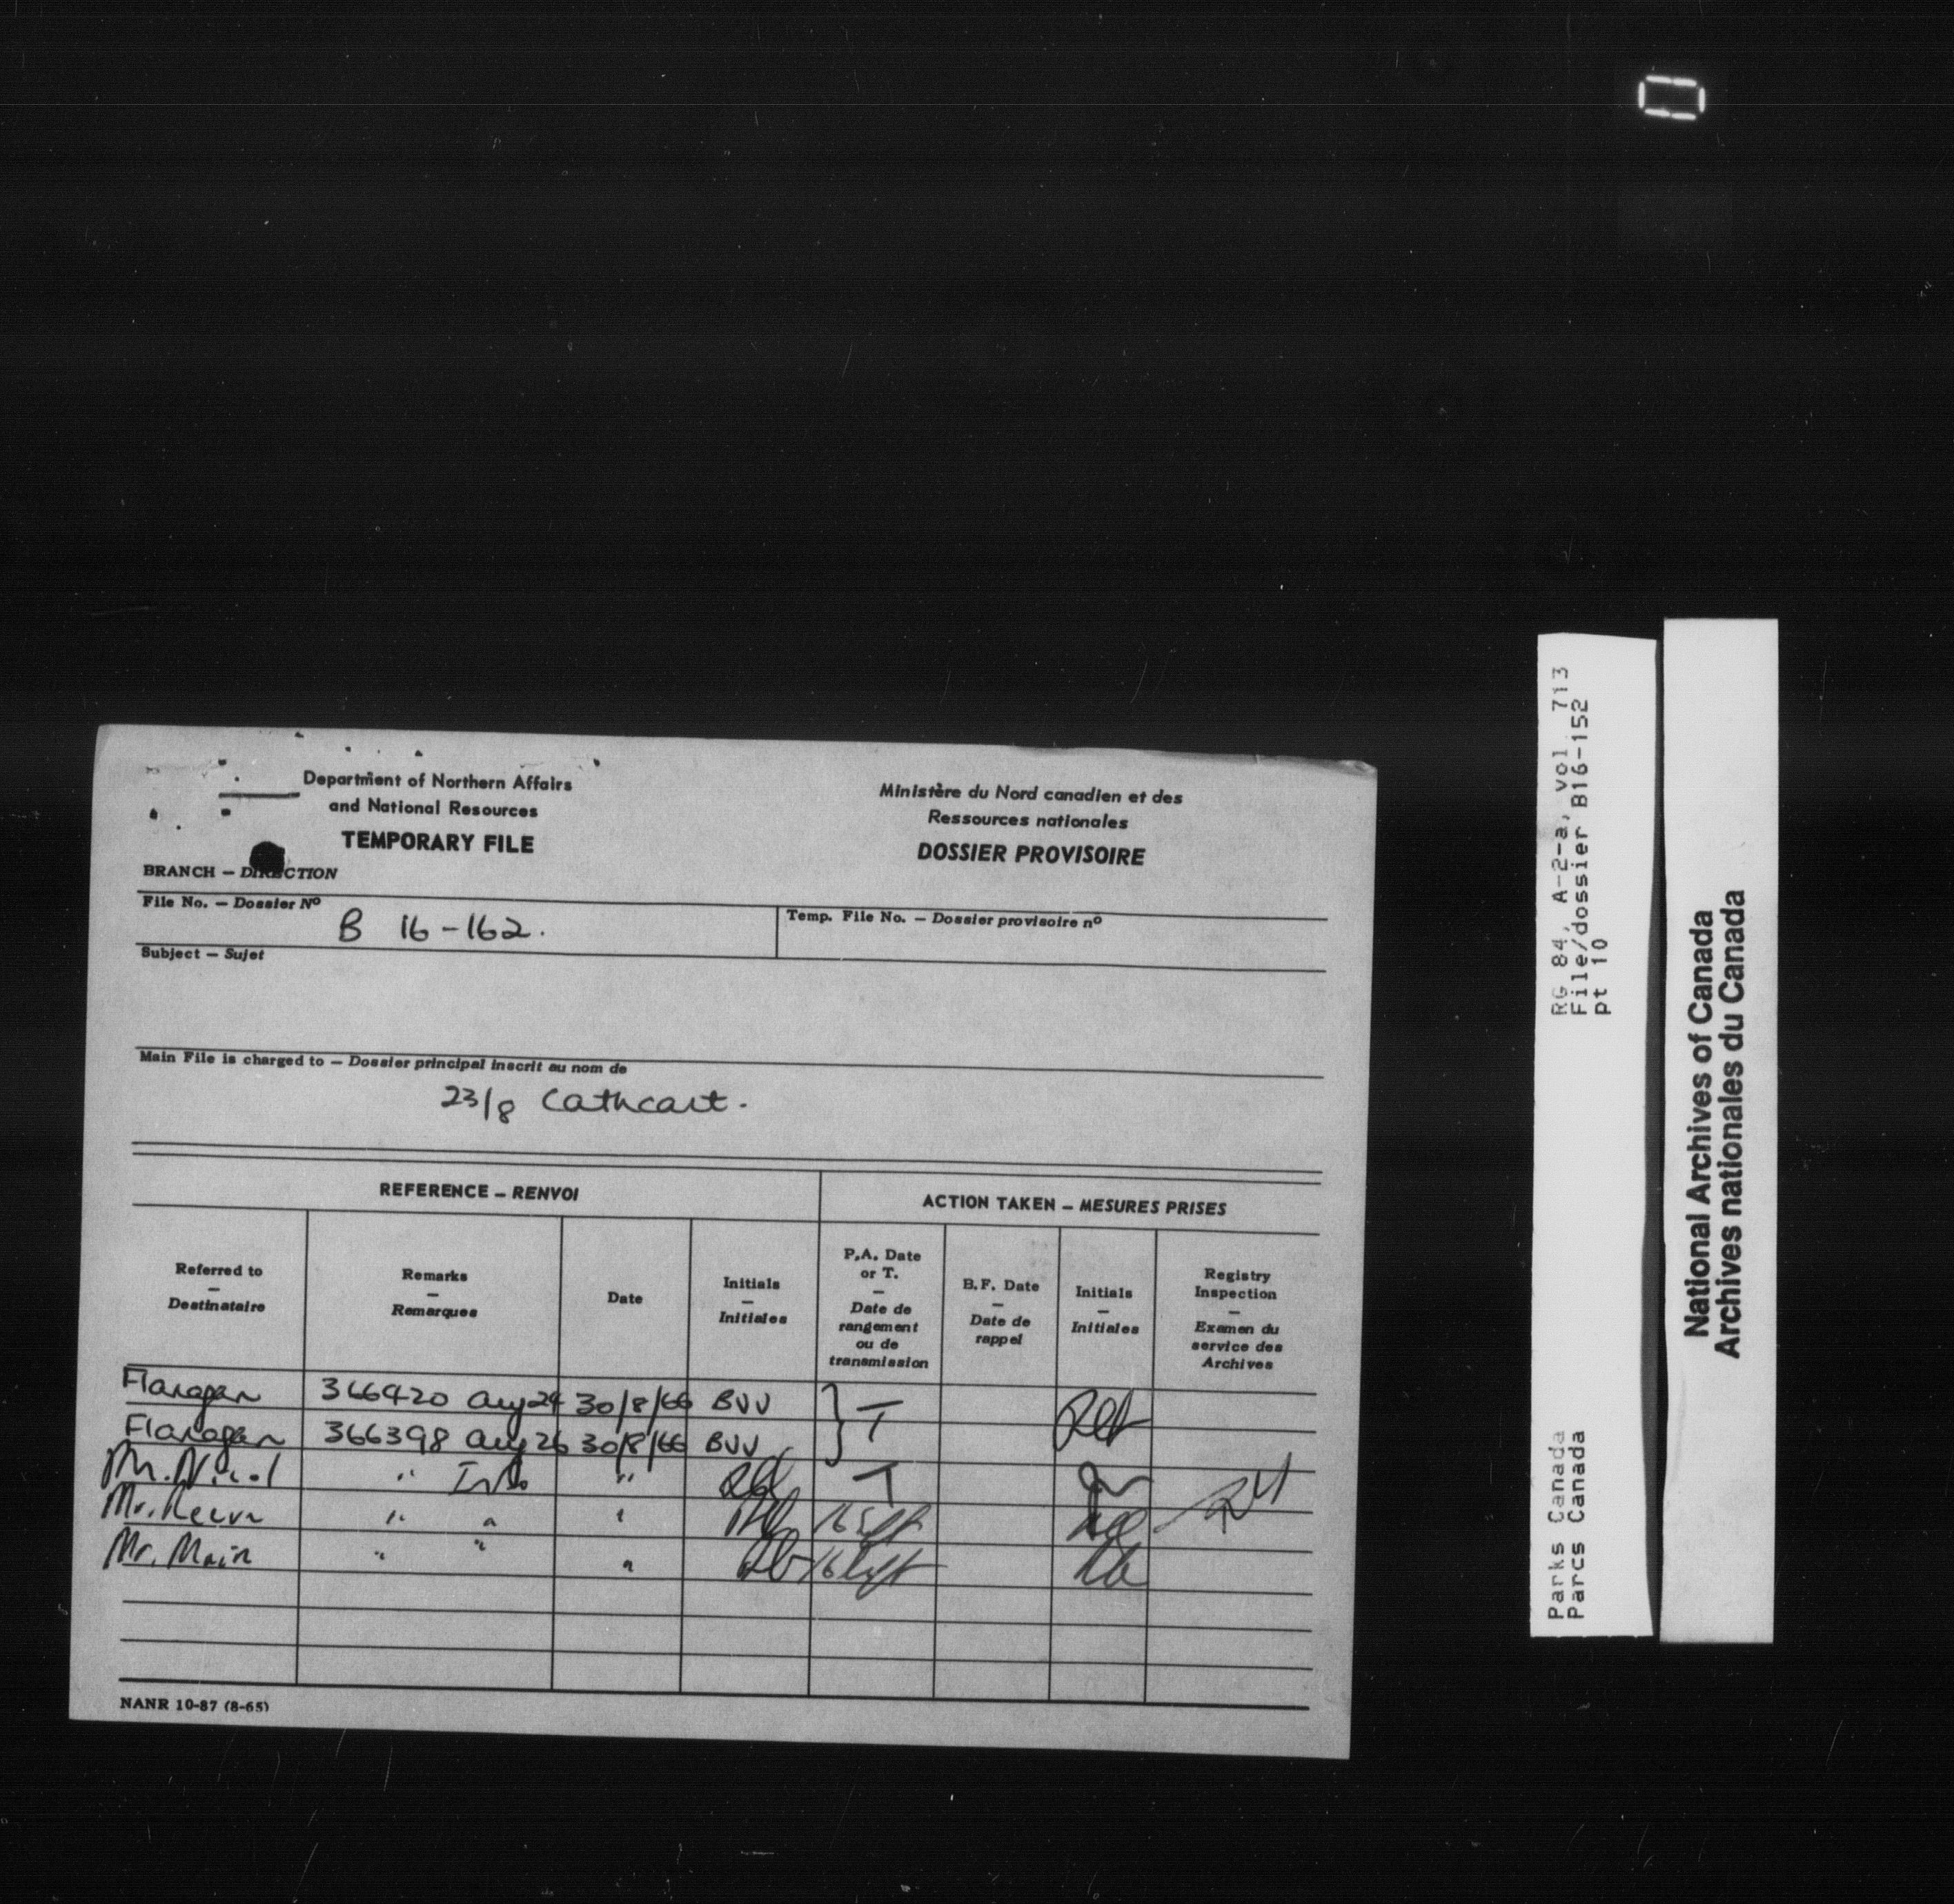 Department of Northern Affairs
and National Resources
TEMPORARY FILE
Ministère du Nord canadien et des
Ressources nationales
DOSSIER PROVISOIRE
BRANCH – DIRECTION
File No. – Dossier Nº
B 16-162.
Temp. File No. – Dossier provisoire nº
Subject – Sujet
Main File is charged to – Dossier principal inscrit au nom de
23/8 Cathcart.
REFERENCE – RENVOI
ACTION TAKEN – MESURES PRISES
Referred to
–
Destinataire
Remarks
–
Remarques
Date
Initials
–
Initiales
P.A. Date
or T.
–
Date de
rangement
ou de
transmission
B.F. Date
–
Date de
rappel
Initials
–
Initiales
Registry
Inspection
–
Examen du
service des
Archives
Flanagan 366420 Aug 24 30/8/66 BVV
Flanagan 366398 Aug 26 30/8/66 BVV T
Mr. Nicol " Info " T
Mr. " " "
Mr. Main " " "
NANR 10-87 (8-65)
RG 84, A-2-a, vol 713
File/dossier B16-152
pt 10
Parks Canada
Parcs Canada
National Archives of Canada
Archives nationales du Canada